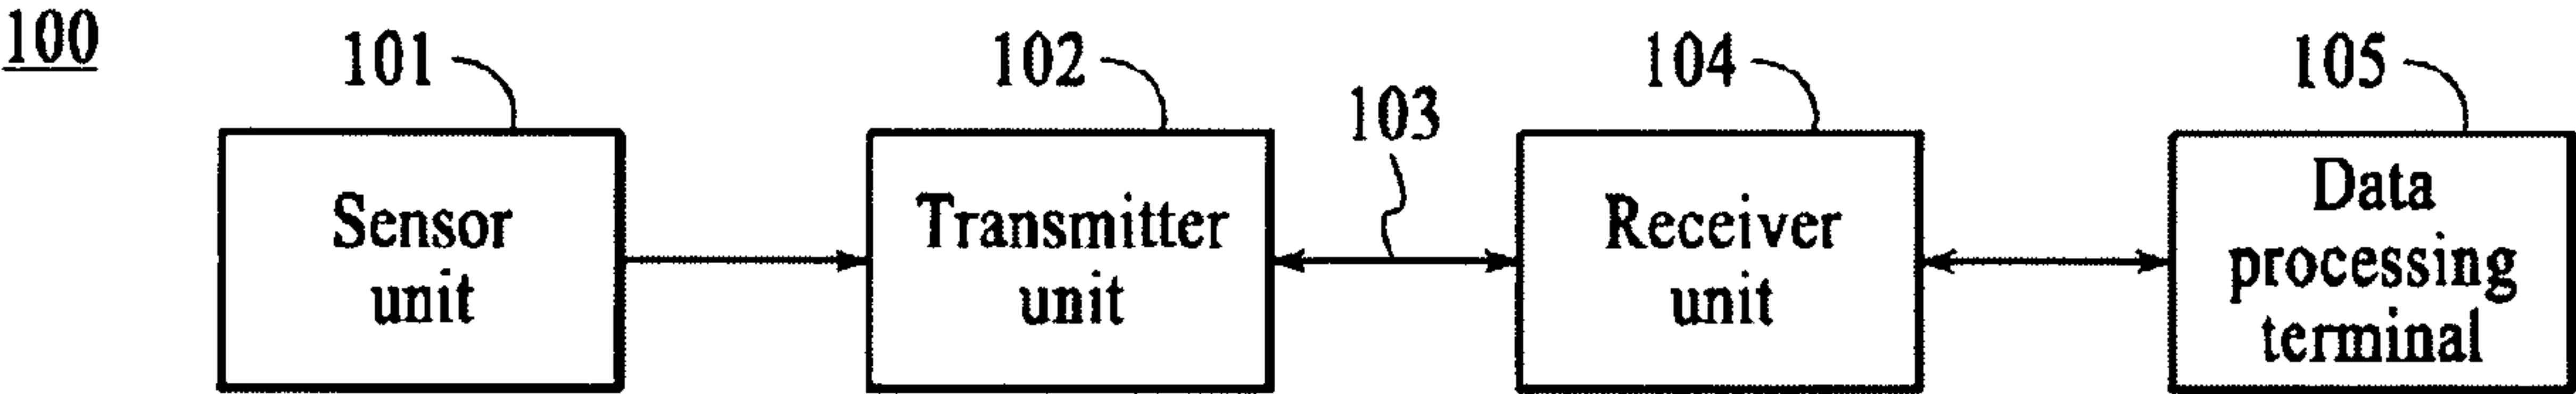 100
101
102
103
104
105
Sensor
unit
Transmitter
unit
Receiver
unit
Data
processing
terminal